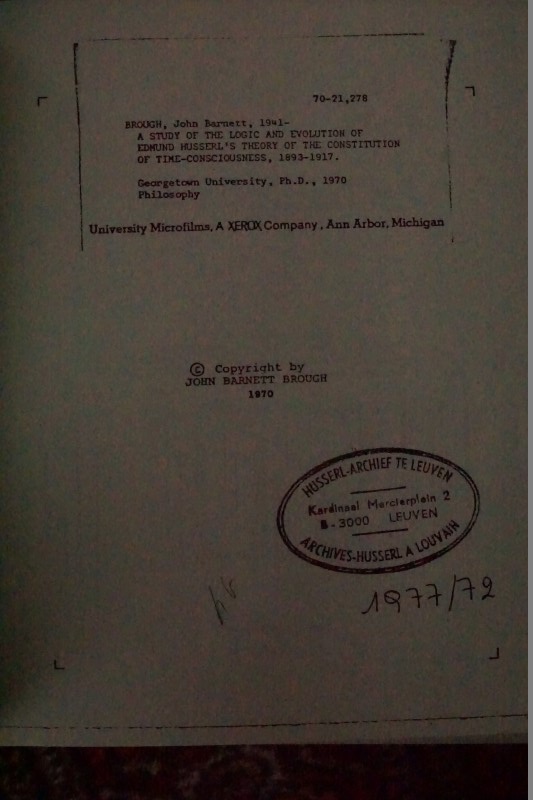 70-21,278
BROUGH, John Barnett, 1941-
A STUDY OF THE LOGIC AND EVOLUTION OF
EDMUND HUSSERL'S THEORY OF THE CONSTITUTION
OF TIME-CONSCIOUSNESS, 1893-1917.
Georgetown University, Ph.D., 1970
Philosophy
University Microfilms, A XEROX Company, Ann Arbor, Michigan
© Copyright by
JOHN BARNETT BROUGH
1970
HUSSERL-ARCHIEF TE LEUVEN
Kardinaal Mercierplein 2
B-3000 LEUVEN
ARCHIVES-HUSSERL A LOUVAIN
1977/72